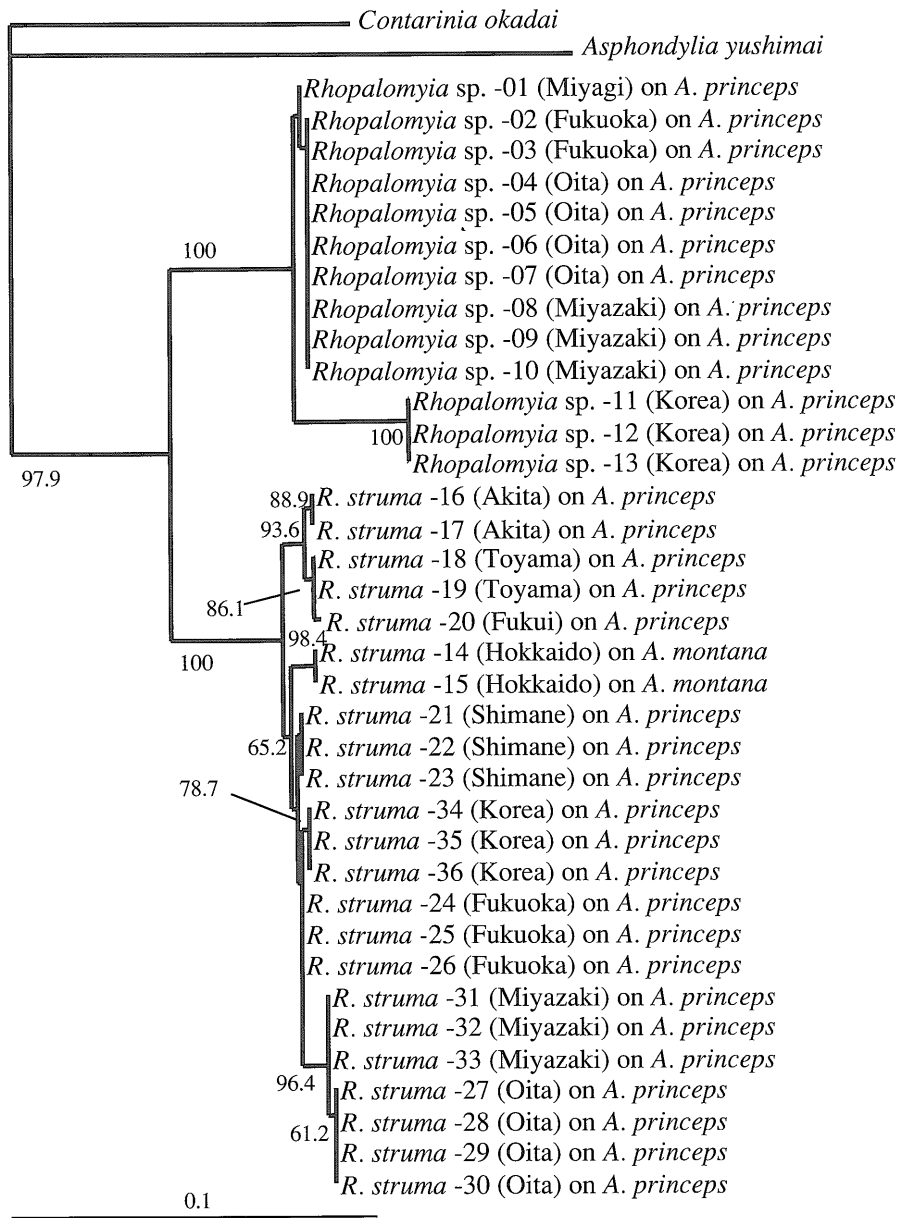 Contarinia okadai
Asphondylia yushimai
Rhopalomyia sp. -01 (Miyagi) on A. princeps
Rhopalomyia sp. -02 (Fukuoka) on A. princeps
Rhopalomyia sp. -03 (Fukuoka) on A. princeps
Rhopalomyia sp. -04 (Oita) on A. princeps
Rhopalomyia sp. -05 (Oita) on A. princeps
Rhopalomyia sp. -06 (Oita) on A. princeps
100
Rhopalomyia sp. -07 (Oita) on A. princeps
Rhopalomyia sp. -08 (Miyazaki) on A. princeps
Rhopalomyia sp. -09 (Miyazaki) on A. princeps
Rhopalomyia sp. -10 (Miyazaki) on A. princeps
Rhopalomyia sp. -11 (Korea) on A. princeps
100 Rhopalomyia sp. -12 (Korea) on A. princeps
Rhopalomyia sp. -13 (Korea) on A. princeps
97.9
88.9 R. struma -16 (Akita) on A. princeps
93.6 R. struma -17 (Akita) on A. princeps
R. struma -18 (Toyama) on A. princeps
R. struma -19 (Toyama) on A. princeps
86.1
R. struma -20 (Fukui) on A. princeps
98.4
100
R. struma -14 (Hokkaido) on A. montana
R. struma -15 (Hokkaido) on A. montana
R. struma -21 (Shimane) on A. princeps
65.2 R. struma -22 (Shimane) on A. princeps
R. struma -23 (Shimane) on A. princeps
78.7
R. struma -34 (Korea) on A. princeps
R. struma -35 (Korea) on A. princeps
R. struma -36 (Korea) on A. princeps
R. struma -24 (Fukuoka) on A. princeps
R. struma -25 (Fukuoka) on A. princeps
R. struma -26 (Fukuoka) on A. princeps
R. struma -31 (Miyazaki) on A. princeps
R. struma -32 (Miyazaki) on A. princeps
R. struma -33 (Miyazaki) on A. princeps
96.4
R. struma -27 (Oita) on A. princeps
R. struma -28 (Oita) on A. princeps
61.2
R. struma -29 (Oita) on A. princeps
R. struma -30 (Oita) on A. princeps
0.1